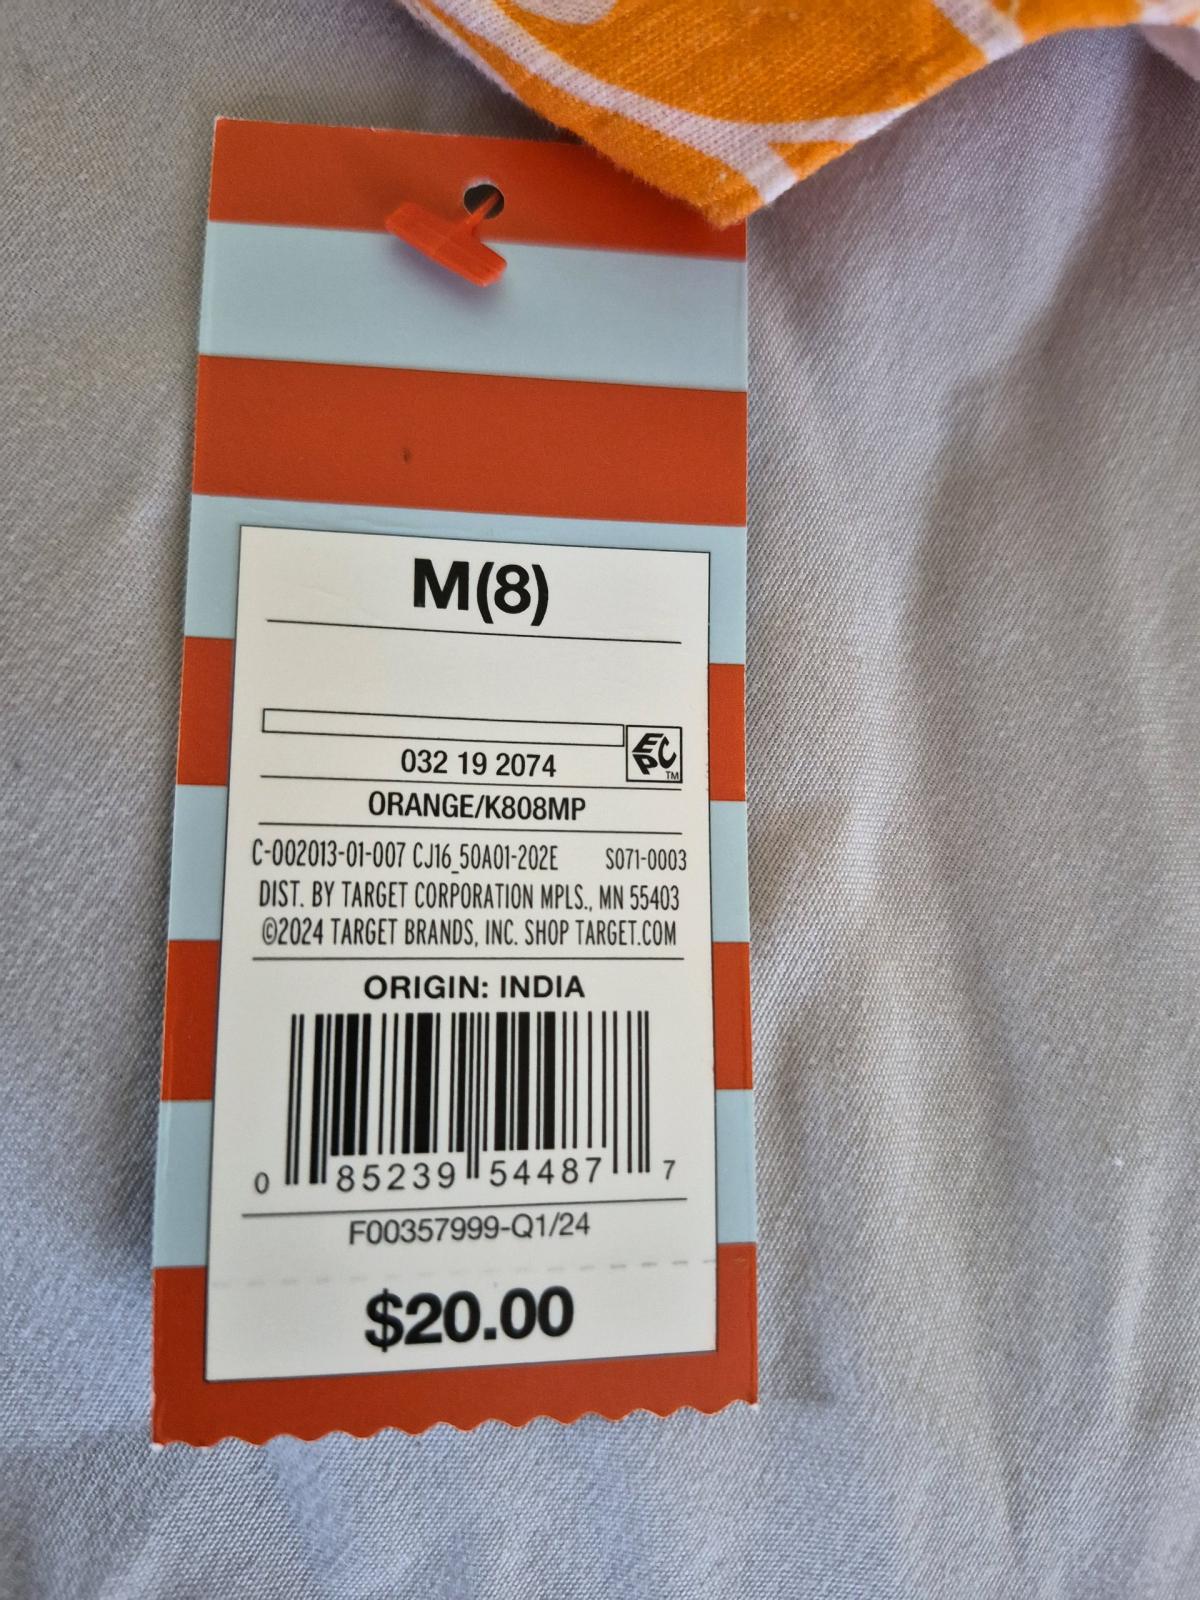 M(8)
EPC™
032 19 2074
ORANGE/K808MP
C-002013-01-007 CJ16_50A01-202E S071-0003
DIST. BY TARGET CORPORATION MPLS., MN 55403
©2024 TARGET BRANDS, INC. SHOP TARGET.COM
ORIGIN: INDIA
0 85239 54487 7
F00357999-Q1/24
$20.00